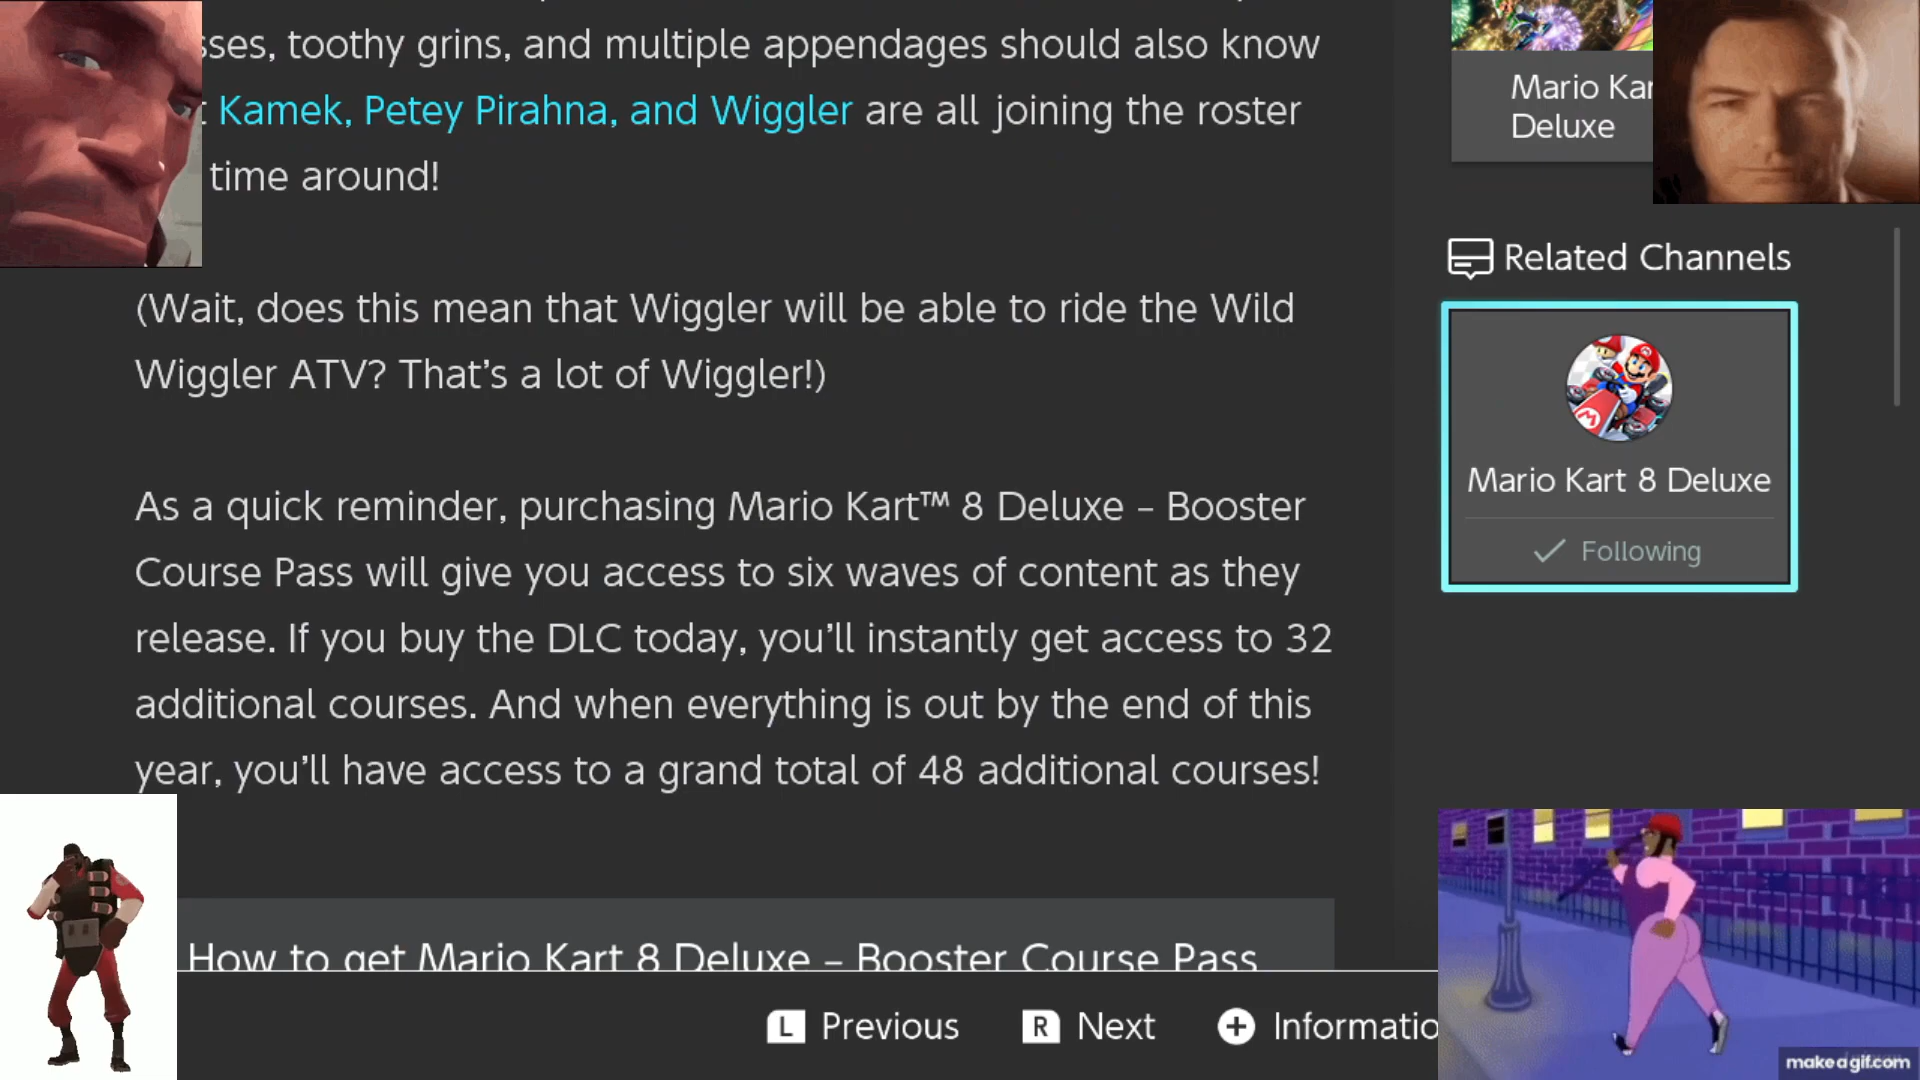 sses, toothy grins, and multiple appendages should also know
Kamek, Petey Pirahna, and Wiggler are all joining the roster
time around!
(Wait, does this mean that Wiggler will be able to ride the Wild
Wiggler ATV? That's a lot of Wiggler!)
As a quick reminder, purchasing Mario Kart™ 8 Deluxe – Booster
Course Pass will give you access to six waves of content as they
release. If you buy the DLC today, you'll instantly get access to 32
additional courses. And when everything is out by the end of this
year, you'll have access to a grand total of 48 additional courses!
How to get Mario Kart 8 Deluxe – Booster Course Pass
Mario Kar
Deluxe
Related Channels
M
Mario Kart 8 Deluxe
Following
L Previous
R Next
+ Informatio
makeagif.com